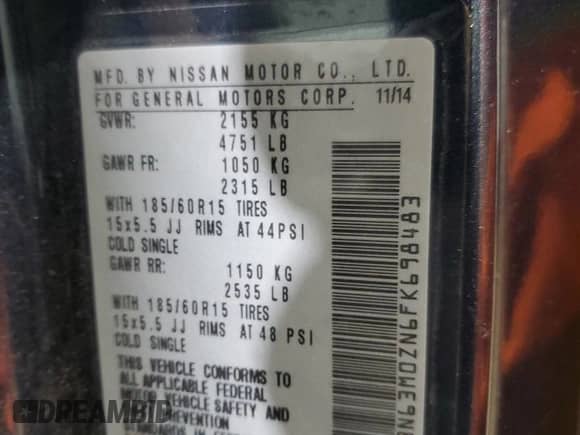 MFD. BY NISSAN MOTOR CO., LTD.
FOR GENERAL MOTORS CORP. 11/14
GVWR: 2155 KG
4751 LB
GAWR FR: 1050 KG
2315 LB
WITH 185/60R15 TIRES
15x5.5 JJ RIMS AT 44PSI
COLD SINGLE
GAWR RR: 1150 KG
2535 LB
WITH 185/60R15 TIRES
15x5.5 JJ RIMS AT 48 PSI
COLD SINGLE
THIS VEHICLE CONFORMS TO
ALL APPLICABLE FEDERAL
MOTOR VEHICLE SAFETY AND
PREVENTION
N63M0ZN6FK698483
DREAMBID